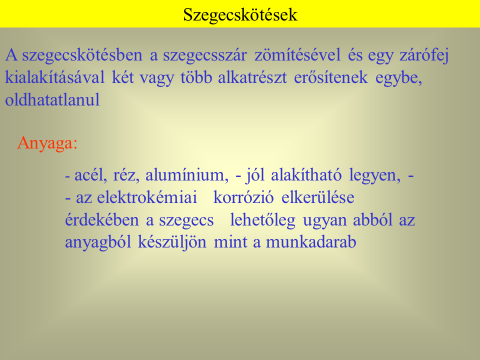 Szegecskötések
A szegecskötésben a szegecsszár zömítésével és egy zárófej
kialakításával két vagy több alkatrészt erősítenek egybe,
oldhatatlanul
Anyaga:
- acél, réz, alumínium, - jól alakítható legyen, -
- az elektrokémiai korrózió elkerülése
érdekében a szegecs lehetőleg ugyan abból az
anyagból készüljön mint a munkadarab